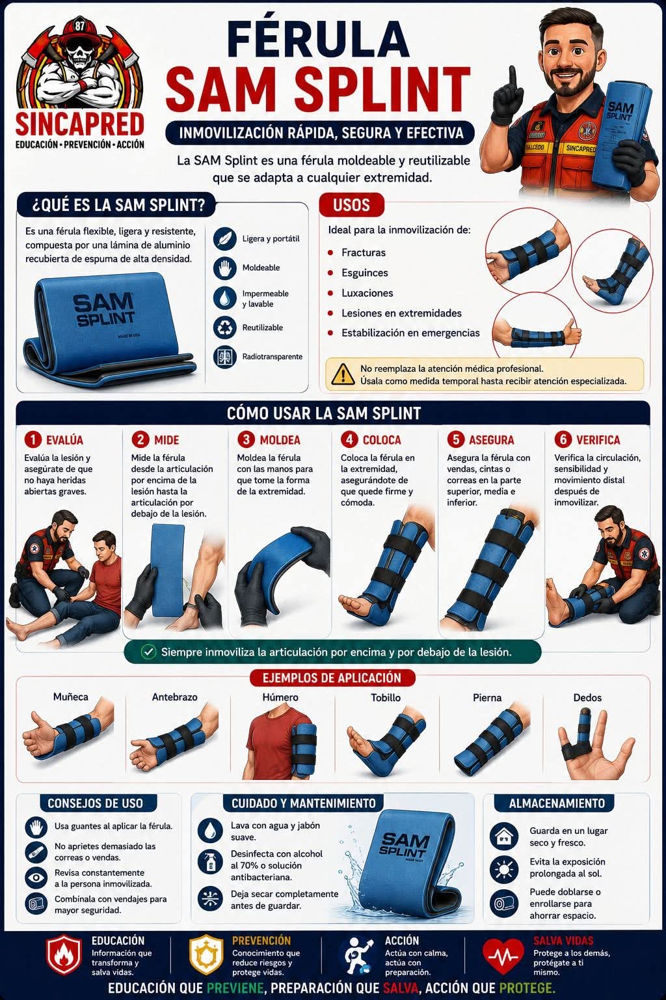 87
SINCAPRED
EDUCACIÓN • PREVENCIÓN • ACCIÓN
FÉRULA
SAM SPLINT
INMOVILIZACIÓN RÁPIDA, SEGURA Y EFECTIVA
La SAM Splint es una férula moldeable y reutilizable
que se adapta a cualquier extremidad.
SAM
SPLINT
SINCAPRED
¿QUÉ ES LA SAM SPLINT?
Es una férula flexible, ligera y resistente,
compuesta por una lámina de aluminio
recubierta de espuma de alta densidad.
SAM
SPLINT
MADE IN USA
Ligera y portátil
Moldeable
Impermeable
y lavable
Reutilizable
Radiotransparente
USOS
Ideal para la inmovilización de:
• Fracturas
• Esguinces
• Luxaciones
• Lesiones en extremidades
• Estabilización en emergencias
No reemplaza la atención médica profesional.
Úsala como medida temporal hasta recibir atención especializada.
CÓMO USAR LA SAM SPLINT
1 EVALÚA
Evalúa la lesión y
asegúrate de que
no haya heridas
abiertas graves.
2 MIDE
Mide la férula
desde la articulación
por encima de la
lesión hasta la
articulación por
debajo de la lesión.
3 MOLDEA
Moldea la férula
con las manos para
que tome la forma
de la extremidad.
4 COLOCA
Coloca la férula en
la extremidad,
asegurándote de
que quede firme y
cómoda.
5 ASEGURA
Asegura la férula con
vendas, cintas o
correas en la parte
superior, media e
inferior.
6 VERIFICA
Verifica la circulación,
sensibilidad y
movimiento distal
después de
inmovilizar.
Siempre inmoviliza la articulación por encima y por debajo de la lesión.
EJEMPLOS DE APLICACIÓN
Muñeca
Antebrazo
Húmero
Tobillo
Pierna
Dedos
CONSEJOS DE USO
Usa guantes al aplicar la férula.
No aprietes demasiado las
correas o vendas.
Revisa constantemente
a la persona inmovilizada.
Combínala con vendajes para
mayor seguridad.
CUIDADO Y MANTENIMIENTO
Lava con agua y jabón
suave.
Desinfecta con alcohol
al 70% o solución
antibacteriana.
Deja secar completamente
antes de guardar.
SAM
SPLINT
ALMACENAMIENTO
Guarda en un lugar
seco y fresco.
Evita la exposición
prolongada al sol.
Puede doblarse o
enrollarse para
ahorrar espacio.
EDUCACIÓN
Información que
transforma y
salva vidas.
PREVENCIÓN
Conocimiento que
reduce riesgos y
protege vidas.
ACCIÓN
Actúa con calma,
actúa con
preparación.
SALVA VIDAS
Protege a los demás,
protégate a ti
mismo.
EDUCACIÓN QUE PREVIENE, PREPARACIÓN QUE SALVA, ACCIÓN QUE PROTEGE.